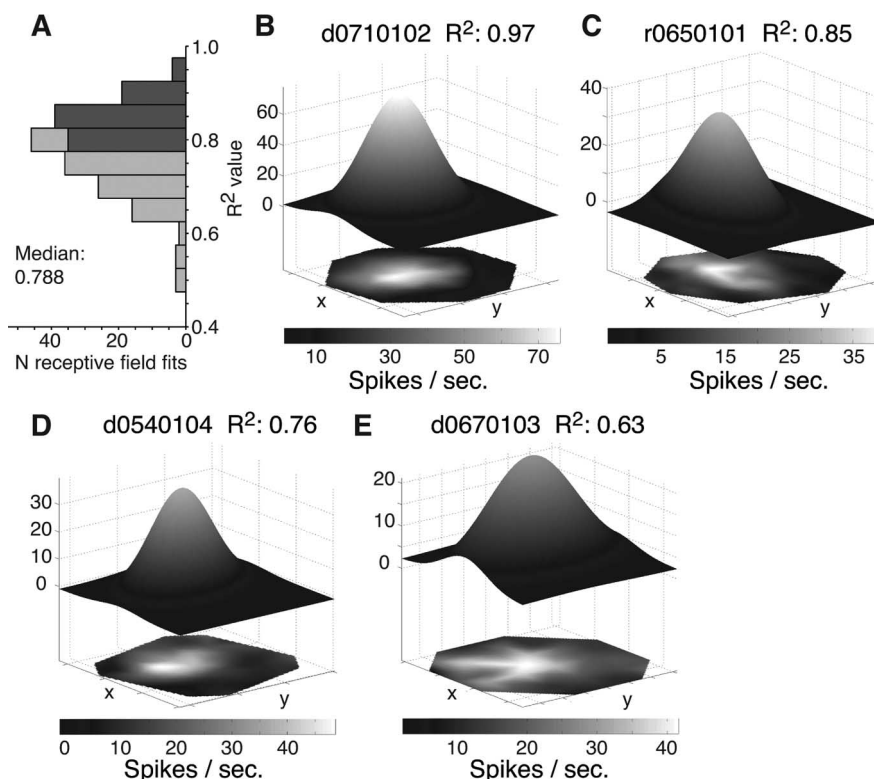 A
1.0
0.8
0.6
0.4
R² value
Median:
0.788
40 20 0
N receptive field fits
B d0710102 R²: 0.97
60
40
20
0
x y
10 30 50 70
Spikes / sec.
C r0650101 R²: 0.85
40
20
0
x y
5 15 25 35
Spikes / sec.
D d0540104 R²: 0.76
30
20
10
0
x y
0 10 20 30 40
Spikes / sec.
E d0670103 R²: 0.63
20
10
0
x y
10 20 30 40
Spikes / sec.